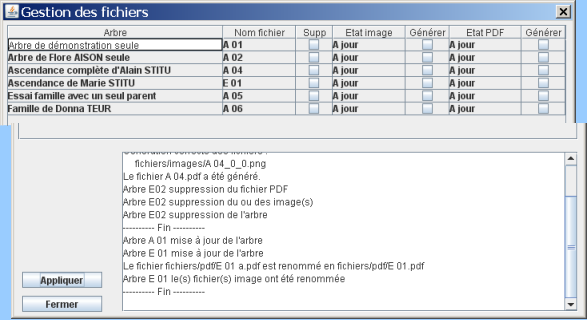 Gestion des fichiers
Arbre Nom fichier Supp Etat image Générer Etat PDF Générer
Arbre de démonstration seule A 01 A jour A jour
Arbre de Flore AISON seule A 02 A jour A jour
Ascendance complète d'Alain STITU A 04 A jour A jour
Ascendance de Marie STITU E 01 A jour A jour
Essai famille avec un seul parent A 05 A jour A jour
Famille de Donna TEUR A 06 A jour A jour
fichiers/images/A 04_0_0.png
Le fichier A 04.pdf a été généré.
Arbre E02 suppression du fichier PDF
Arbre E02 suppression du ou des image(s)
Arbre E02 suppression de l'arbre
---------- Fin ----------
Arbre A 01 mise à jour de l'arbre
Arbre E 01 mise à jour de l'arbre
Le fichier fichiers/pdf/E 01 a.pdf est renommé en fichiers/pdf/E 01.pdf
Arbre E 01 le(s) fichier(s) image ont été renommée
---------- Fin ----------
Appliquer
Fermer